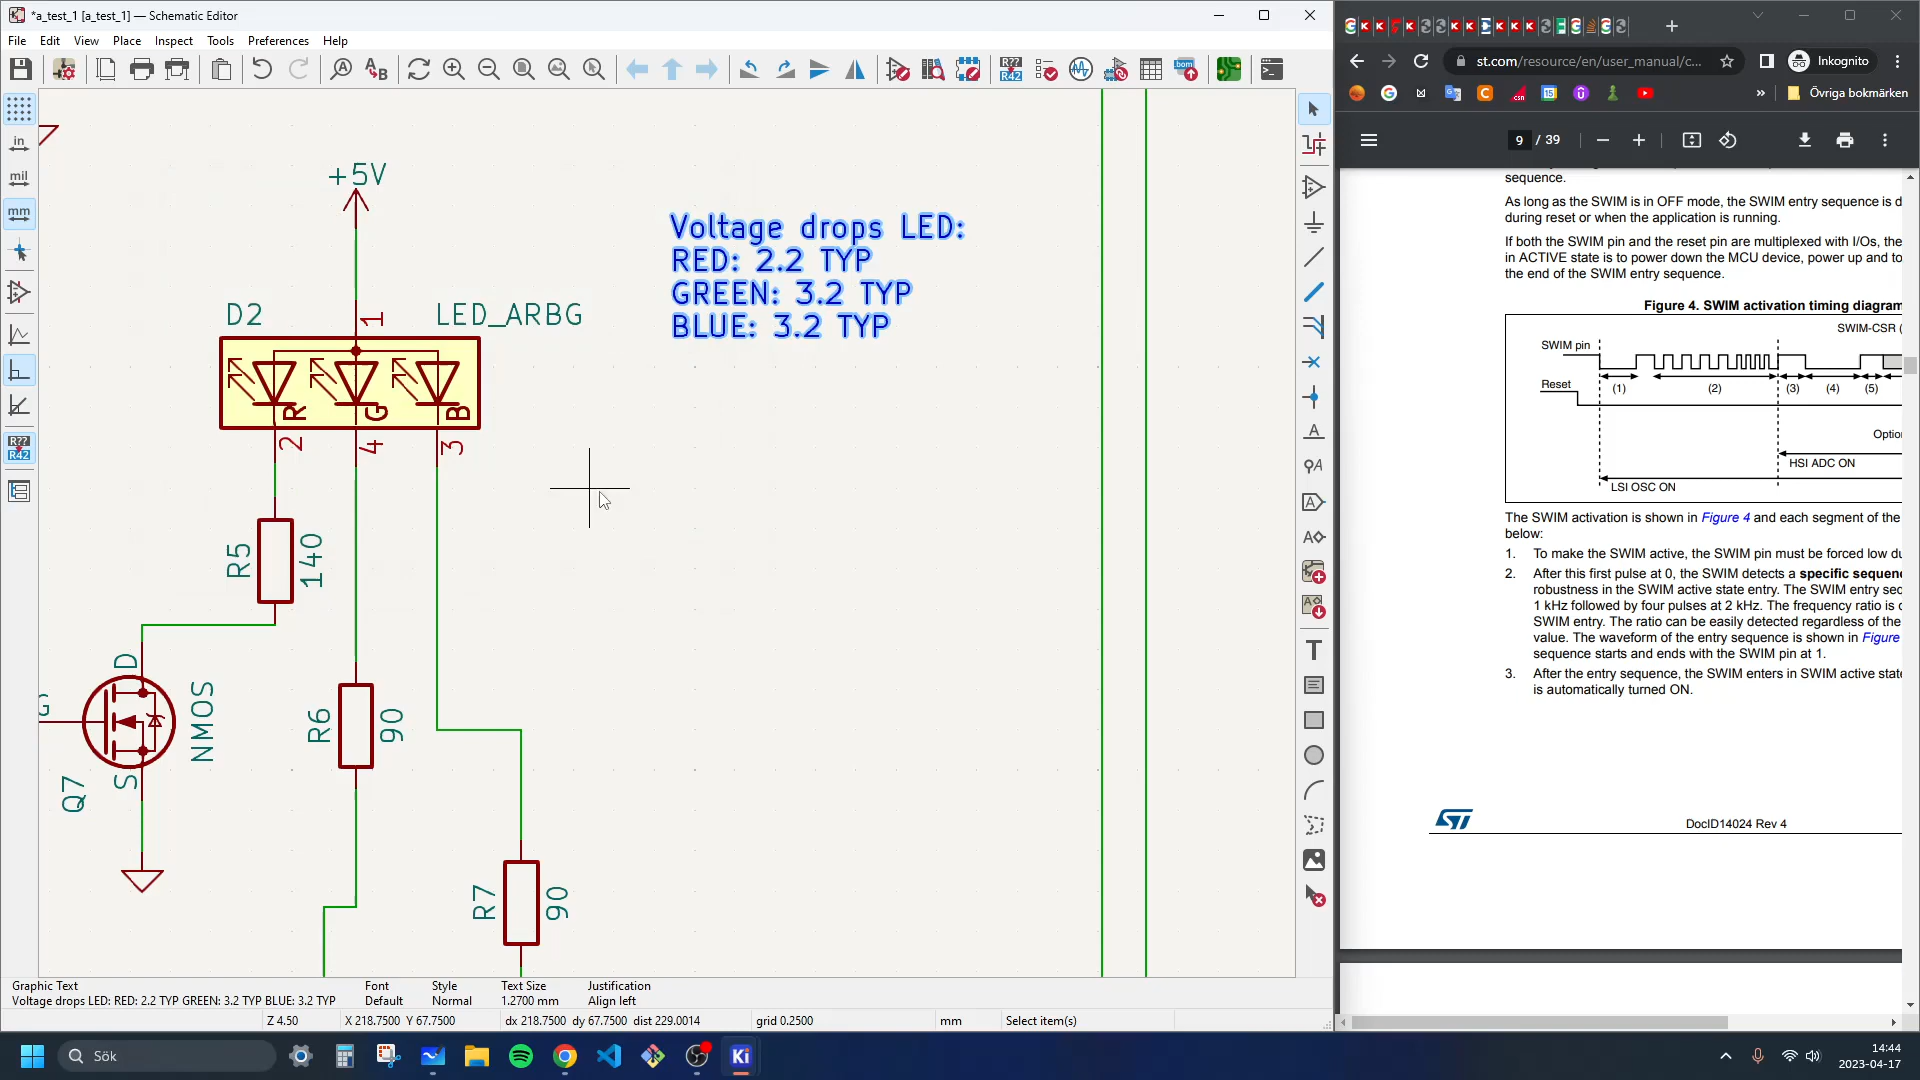 *a_test_1 [a_test_1] — Schematic Editor
File Edit View Place Inspect Tools Preferences Help
in
mil
mm
R??
R42
+5V
D2
LED_ARBG
1
R
G
B
2
4
3
R5
140
R6
90
R7
90
G
D
S
NMOS
Q7
Voltage drops LED:
RED: 2.2 TYP
GREEN: 3.2 TYP
BLUE: 3.2 TYP
Graphic Text
Voltage drops LED: RED: 2.2 TYP GREEN: 3.2 TYP BLUE: 3.2 TYP
Font
Default
Style
Normal
Text Size
1.2700 mm
Justification
Align left
Z 4.50
X 218.7500 Y 67.7500
dx 218.7500 dy 67.7500 dist 229.0014
grid 0.2500
mm
Select item(s)
st.com/resource/en/user_manual/c...
Inkognito
Övriga bokmärken
9 / 39
sequence.
As long as the SWIM is in OFF mode, the SWIM entry sequence is d
during reset or when the application is running.
If both the SWIM pin and the reset pin are multiplexed with I/Os, the
in ACTIVE state is to power down the MCU device, power up and to
the end of the SWIM entry sequence.
Figure 4. SWIM activation timing diagram
SWIM-CSR (
SWIM pin
Reset
(1)
(2)
(3)
(4)
(5)
Optio
HSI ADC ON
LSI OSC ON
The SWIM activation is shown in Figure 4 and each segment of the
below:
1. To make the SWIM active, the SWIM pin must be forced low du
2. After this first pulse at 0, the SWIM detects a specific sequenc
robustness in the SWIM active state entry. The SWIM entry sec
1 kHz followed by four pulses at 2 kHz. The frequency ratio is c
SWIM entry. The ratio can be easily detected regardless of the
value. The waveform of the entry sequence is shown in Figure
sequence starts and ends with the SWIM pin at 1.
3. After the entry sequence, the SWIM enters in SWIM active state
is automatically turned ON.
ST
DocID14024 Rev 4
Sök
Ki
14:44
2023-04-17